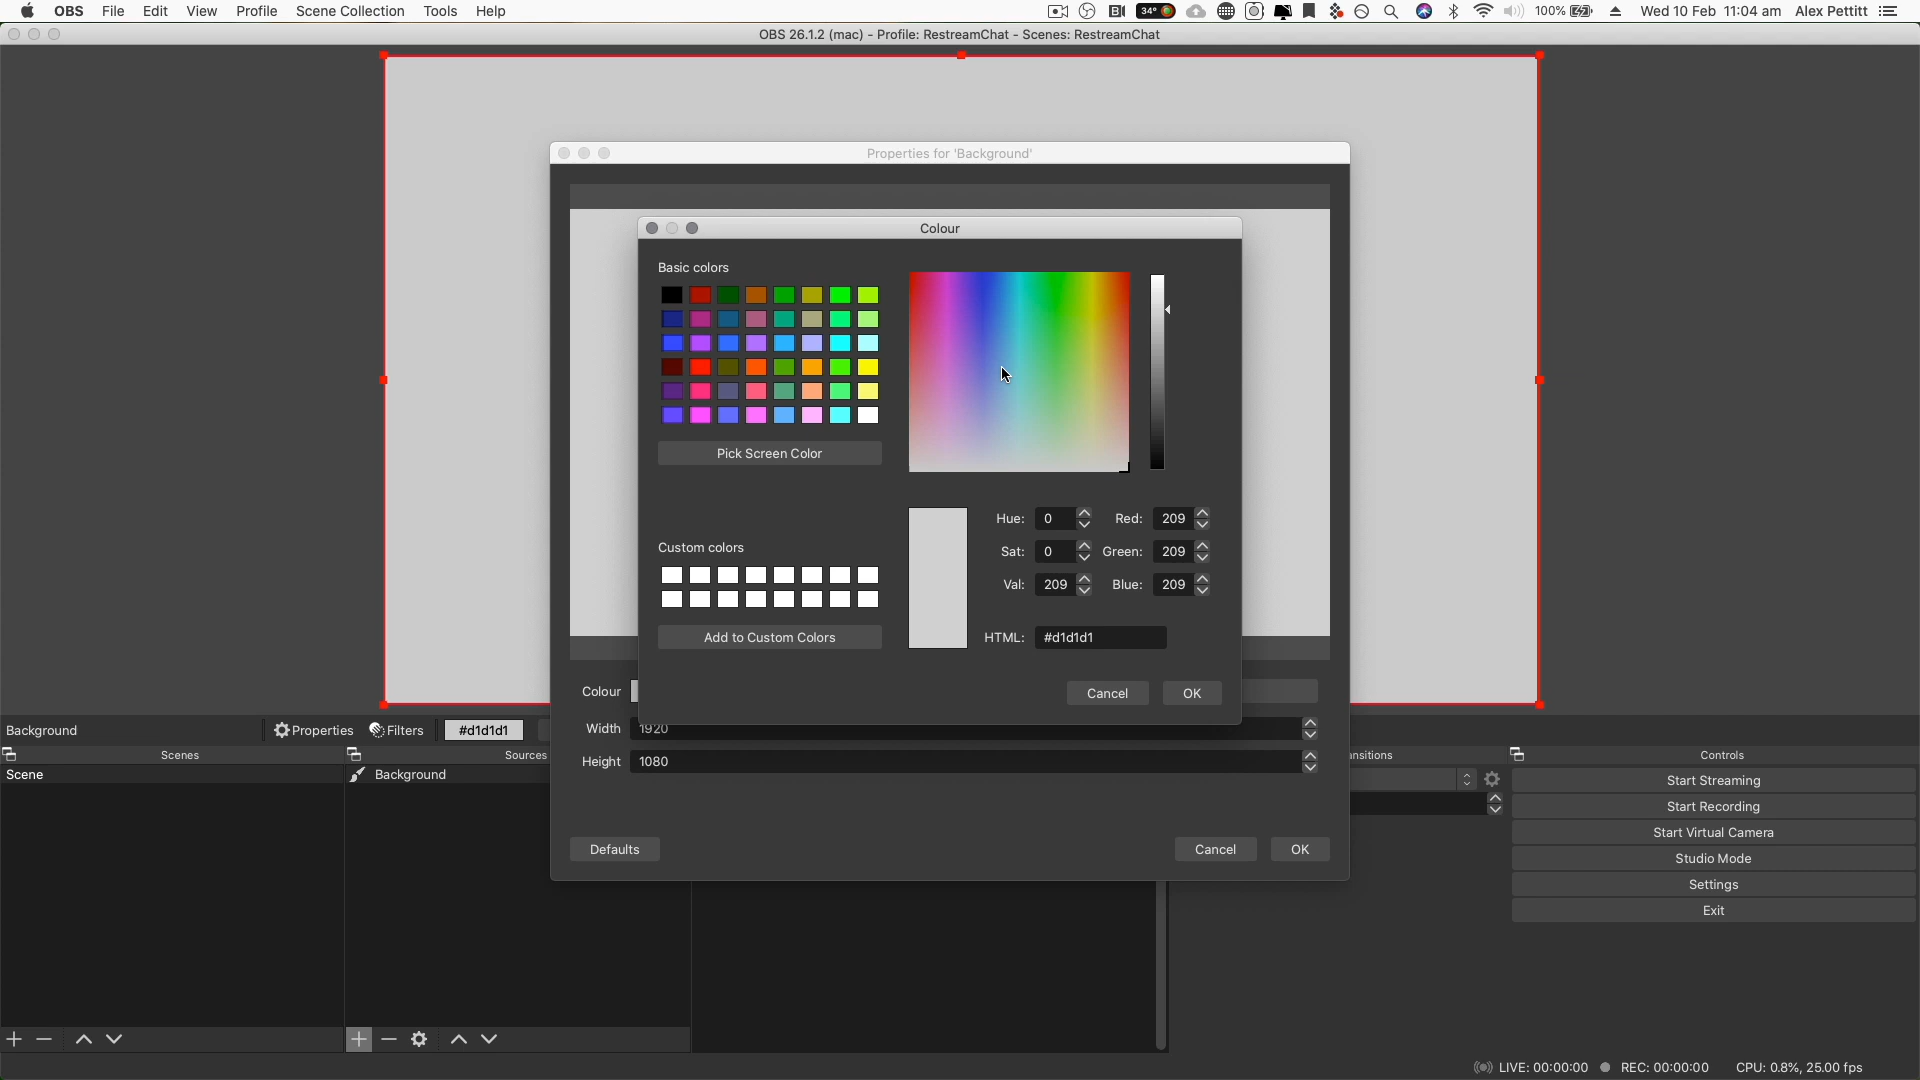 OBS File Edit View Profile Scene Collection Tools Help 34° 100% Wed 10 Feb 11:04 am Alex Pettitt
OBS 26.1.2 (mac) - Profile: RestreamChat - Scenes: RestreamChat
Properties for 'Background'
Colour
Basic colors
Pick Screen Color
Hue: 0 Red: 209
Custom colors
Sat: 0 Green: 209
Val: 209 Blue: 209
Add to Custom Colors
HTML: #d1d1d1
Cancel OK
Colour
Width 1920
Height 1080
Defaults
Cancel OK
Background Properties Filters #d1d1d1
Scenes Sources nsitions Controls
Scene Background
Start Streaming
Start Recording
Start Virtual Camera
Studio Mode
Settings
Exit
LIVE: 00:00:00 REC: 00:00:00 CPU: 0.8%, 25.00 fps